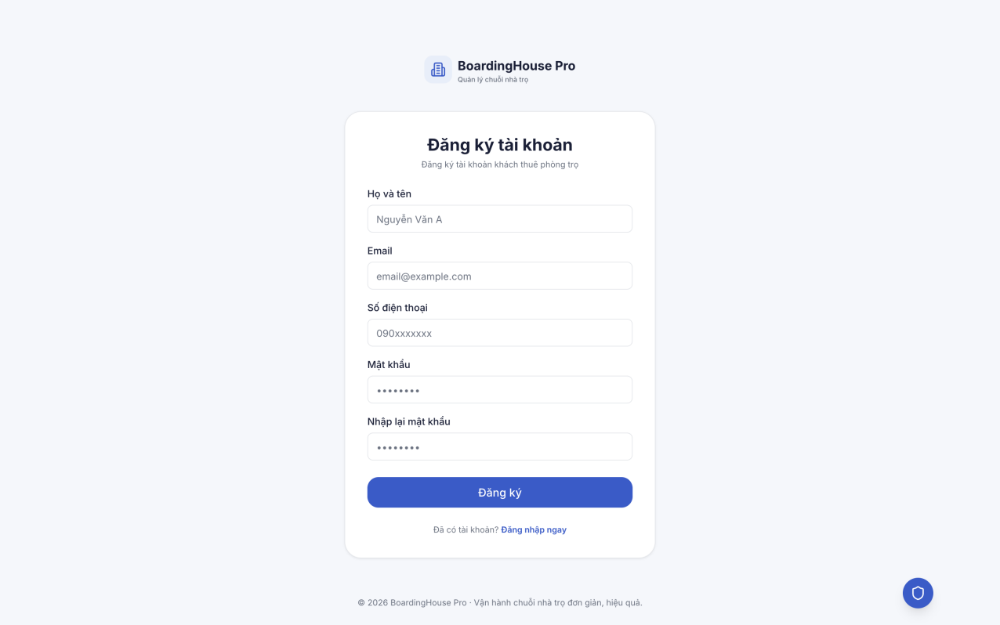 BoardingHouse Pro
Quản lý chuỗi nhà trọ
Đăng ký tài khoản
Đăng ký tài khoản khách thuê phòng trọ
Họ và tên
Nguyễn Văn A
Email
email@example.com
Số điện thoại
090xxxxxxx
Mật khẩu
••••••••
Nhập lại mật khẩu
••••••••
Đăng ký
Đã có tài khoản? Đăng nhập ngay
© 2026 BoardingHouse Pro · Vận hành chuỗi nhà trọ đơn giản, hiệu quả.